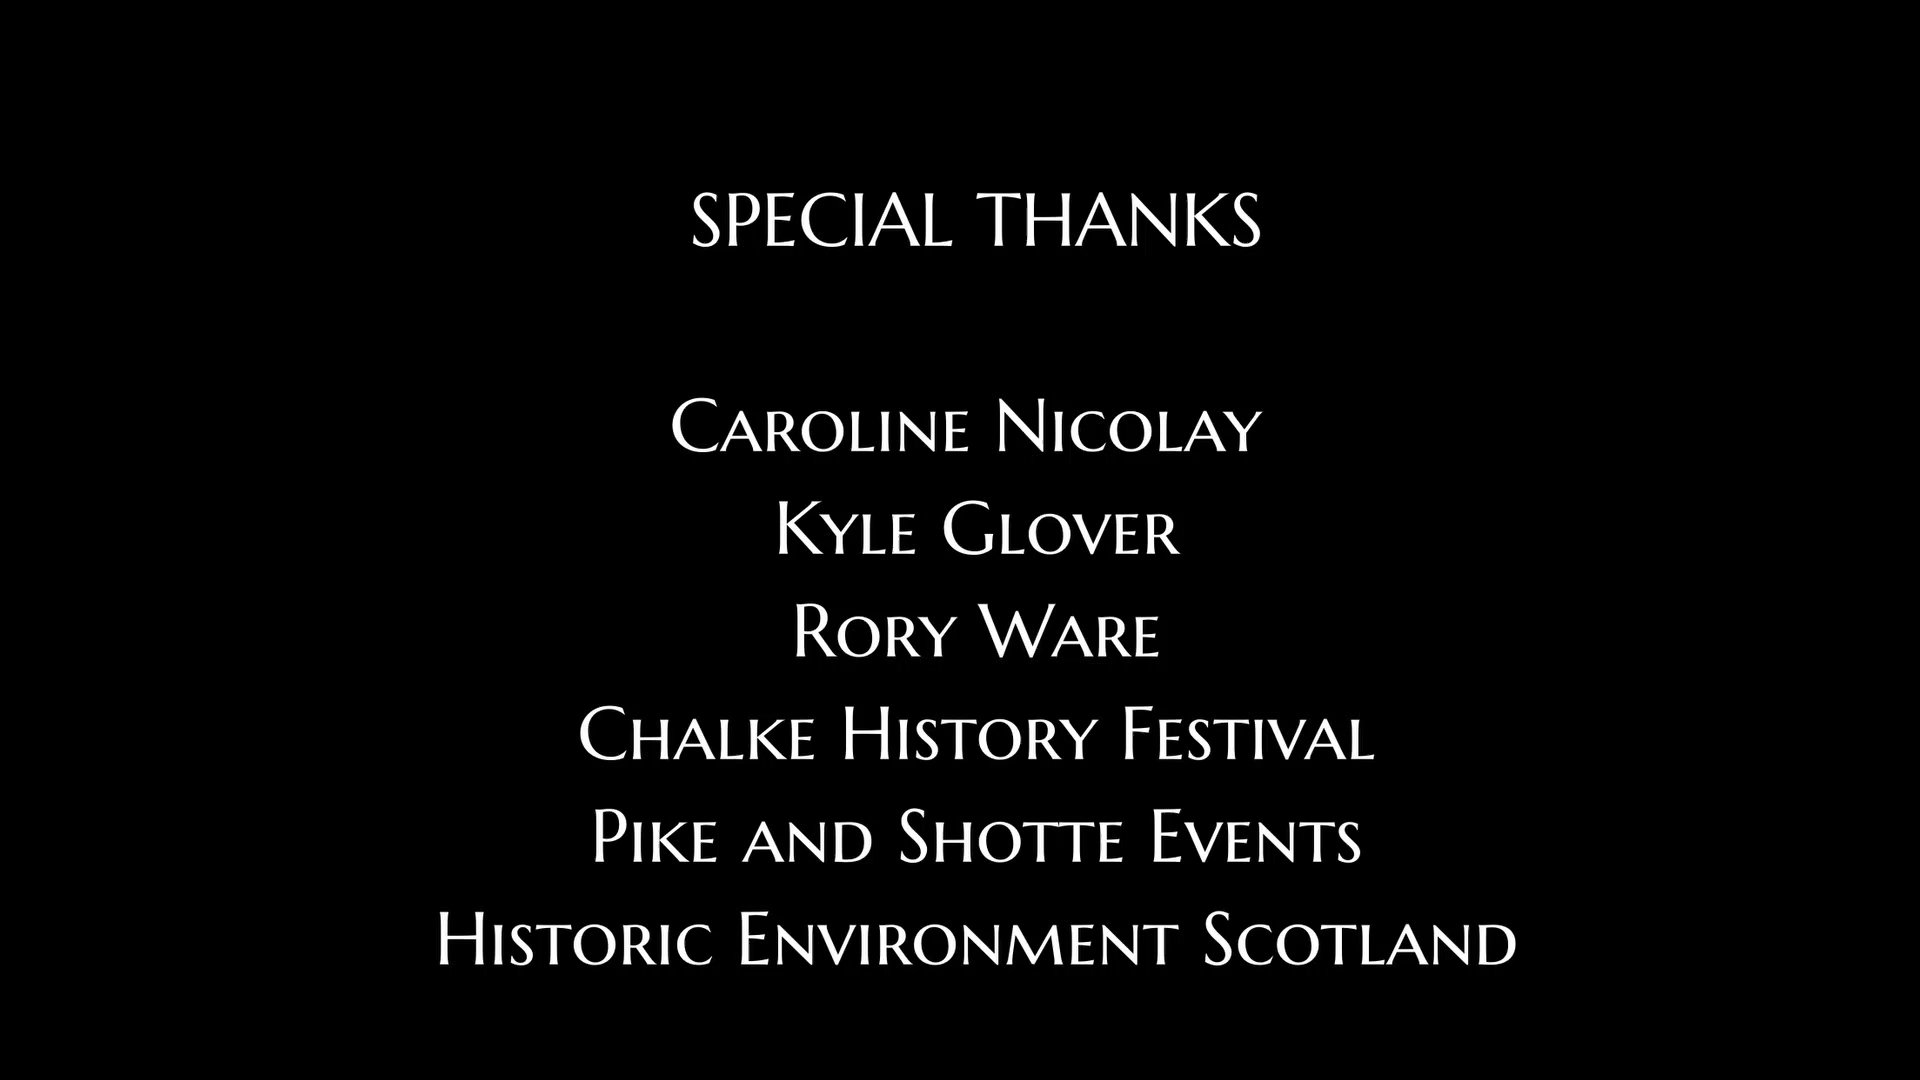 SPECIAL THANKS
Caroline Nicolay
Kyle Glover
Rory Ware
Chalke History Festival
Pike and Shotte Events
Historic Environment Scotland